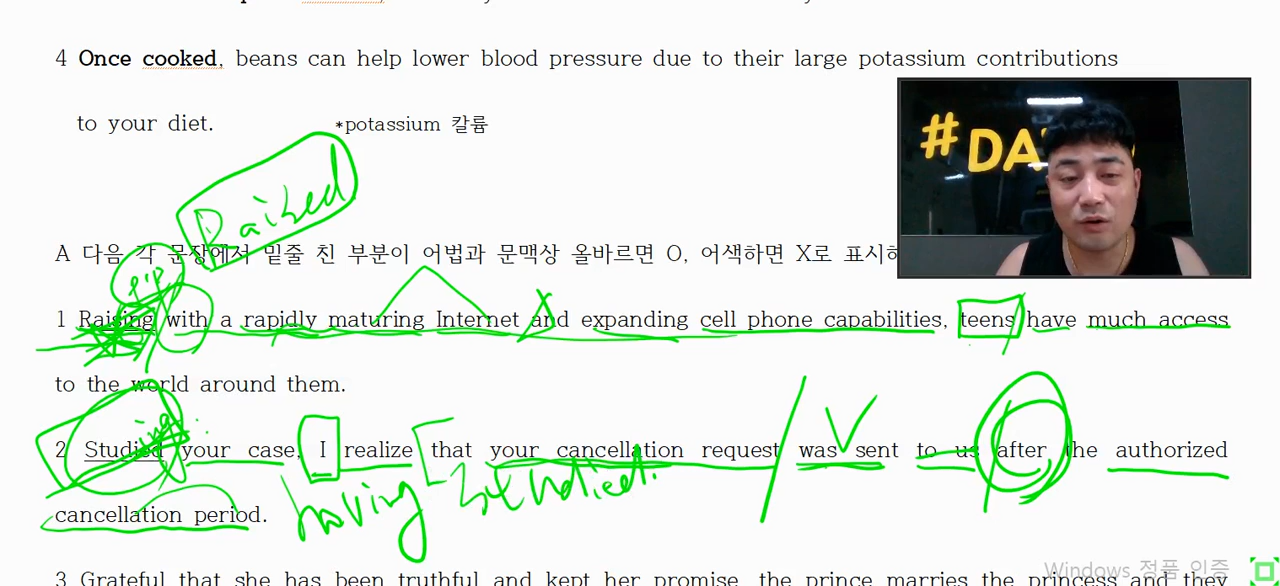 4 Once cooked, beans can help lower blood pressure due to their large potassium contributions
to your diet. *potassium 칼륨
#DA
Raised
A 다음 각 문장에서 밑줄 친 부분이 어법과 문맥상 올바르면 O, 어색하면 X로 표시하
1 Raising with a rapidly maturing Internet and expanding cell phone capabilities, teens have much access
to the world around them.
ing
2 Studied your case, I realize that your cancellation request was sent to us after the authorized
V
having studied.
cancellation period.
3 Grateful that she has been truthful and kept her promise, the prince marries the princess and the
Windows 정품 인증